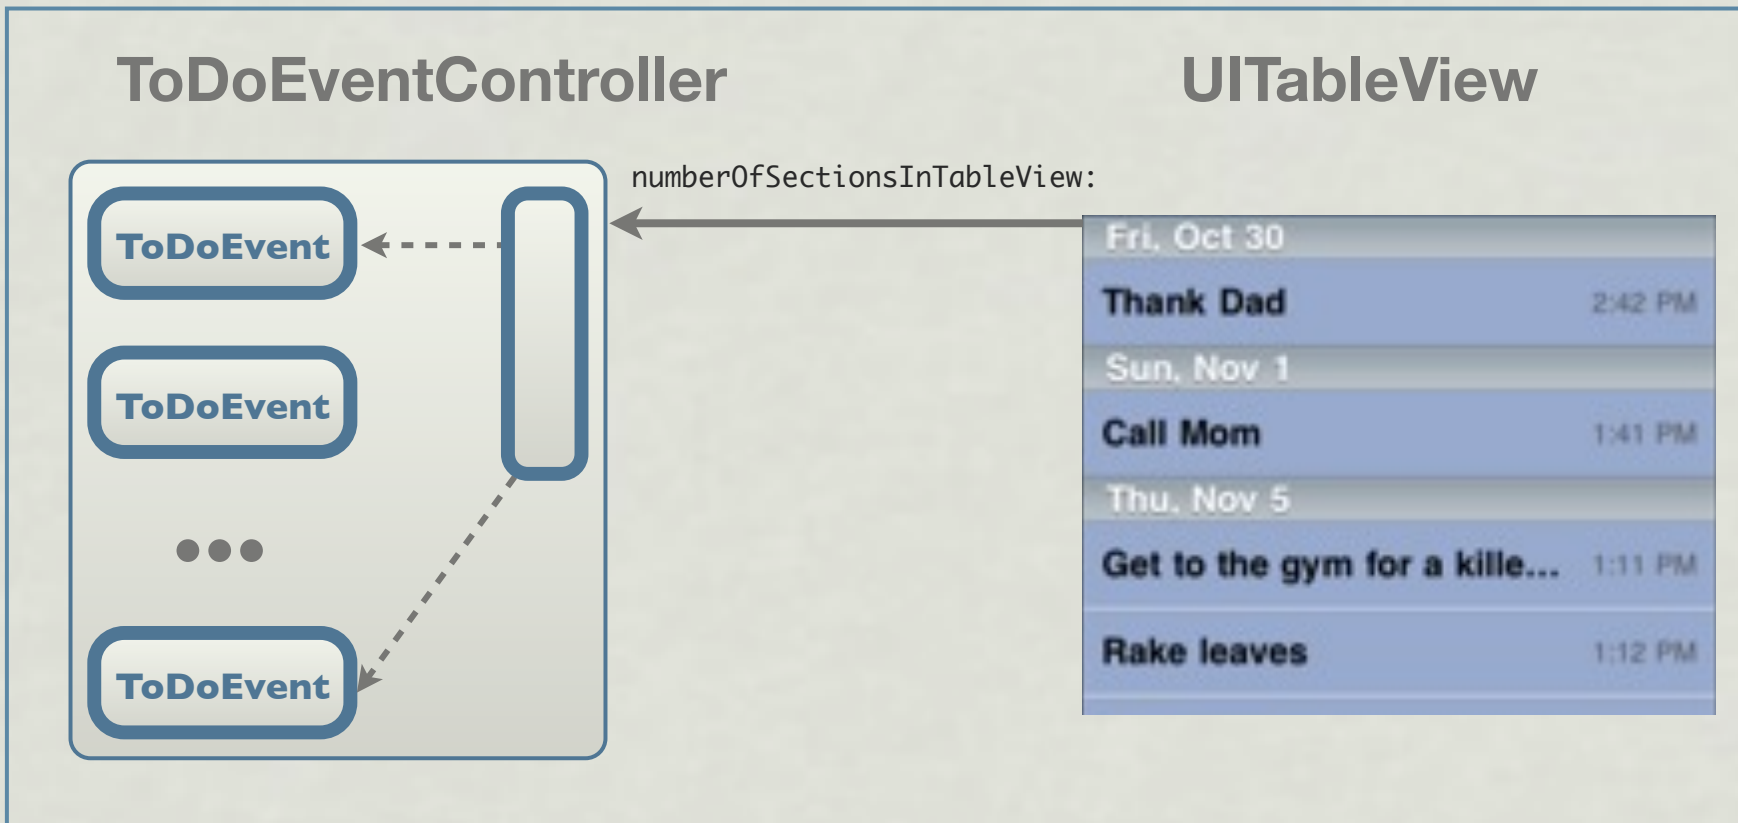 ToDoEventController
UITableView
numberOfSectionsInTableView:
ToDoEvent
ToDoEvent
ToDoEvent
Fri, Oct 30
Thank Dad 2:42 PM
Sun, Nov 1
Call Mom 1:41 PM
Thu, Nov 5
Get to the gym for a kille... 1:11 PM
Rake leaves 1:12 PM